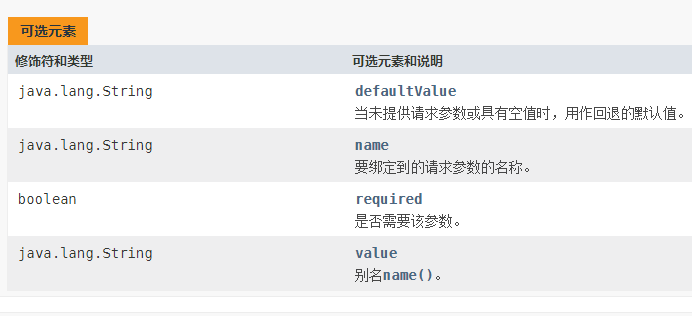 可选元素
修饰符和类型 可选元素和说明
java.lang.String defaultValue
当未提供请求参数或具有空值时，用作回退的默认值。
java.lang.String name
要绑定到的请求参数的名称。
boolean required
是否需要该参数。
java.lang.String value
别名name()。